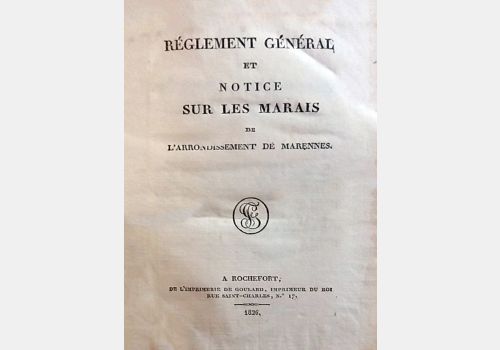 RÉGLEMENT GÉNÉRAL
ET
NOTICE
SUR LES MARAIS
DE
L'ARRONDISSEMENT DE MARENNES.
A ROCHEFORT;
DE L'IMPRIMERIE DE GOULARD, IMPRIMEUR DU ROI
RUE SAINT-CHARLES, N.º 17.
1826.